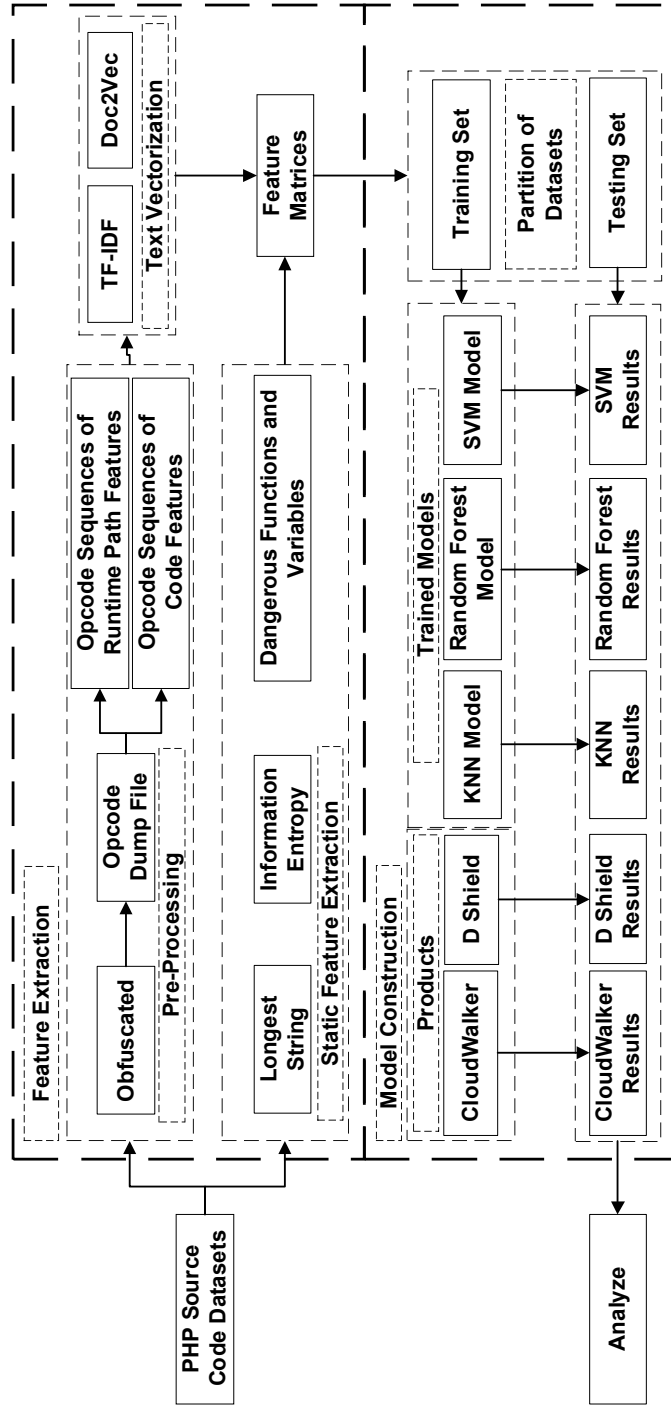 PHP Source
Code Datasets
Feature Extraction
Obfuscated
Opcode
Dump File
Pre-Processing
Opcode Sequences of
Runtime Path Features
Opcode Sequences of
Code Features
TF-IDF
Doc2Vec
Text Vectorization
Longest
String
Information
Entropy
Static Feature Extraction
Dangerous Functions and
Variables
Feature
Matrices
Model Construction
Products
CloudWalker
D Shield
Trained Models
KNN Model
Random Forest
Model
SVM Model
Training Set
Partition of
Datasets
Testing Set
CloudWalker
Results
D Shield
Results
KNN
Results
Random Forest
Results
SVM
Results
Analyze